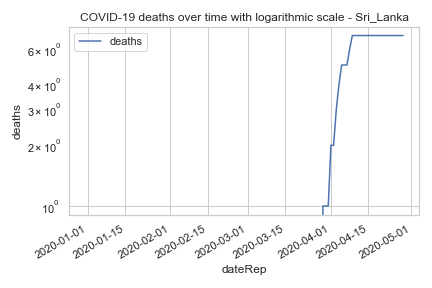 COVID-19 deaths over time with logarithmic scale - Sri_Lanka
deaths
6 × 10⁰
4 × 10⁰
3 × 10⁰
2 × 10⁰
10⁰
deaths
2020-01-01
2020-01-15
2020-02-01
2020-02-15
2020-03-01
2020-03-15
2020-04-01
2020-04-15
2020-05-01
dateRep